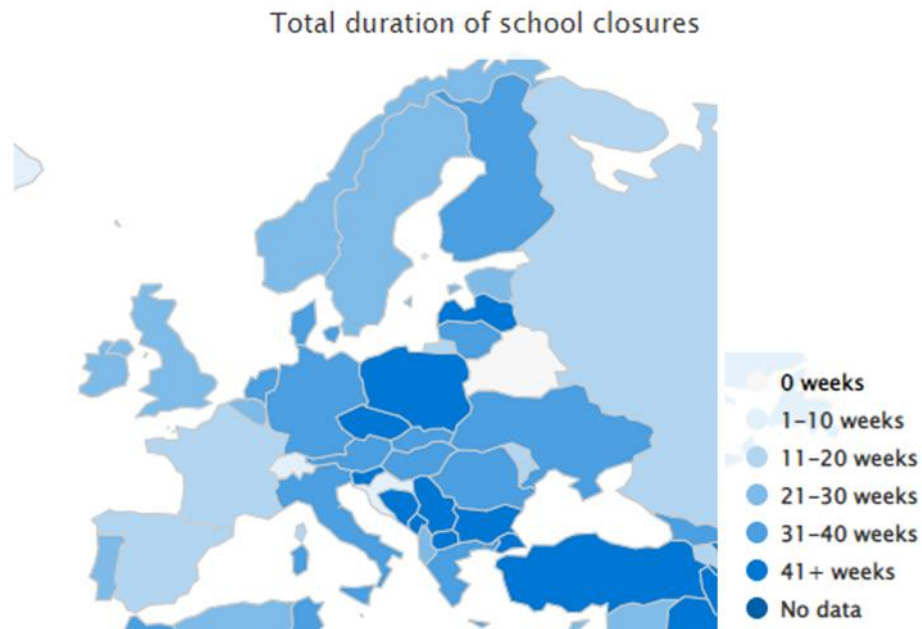 Total duration of school closures
0 weeks
1–10 weeks
11–20 weeks
21–30 weeks
31–40 weeks
41+ weeks
No data